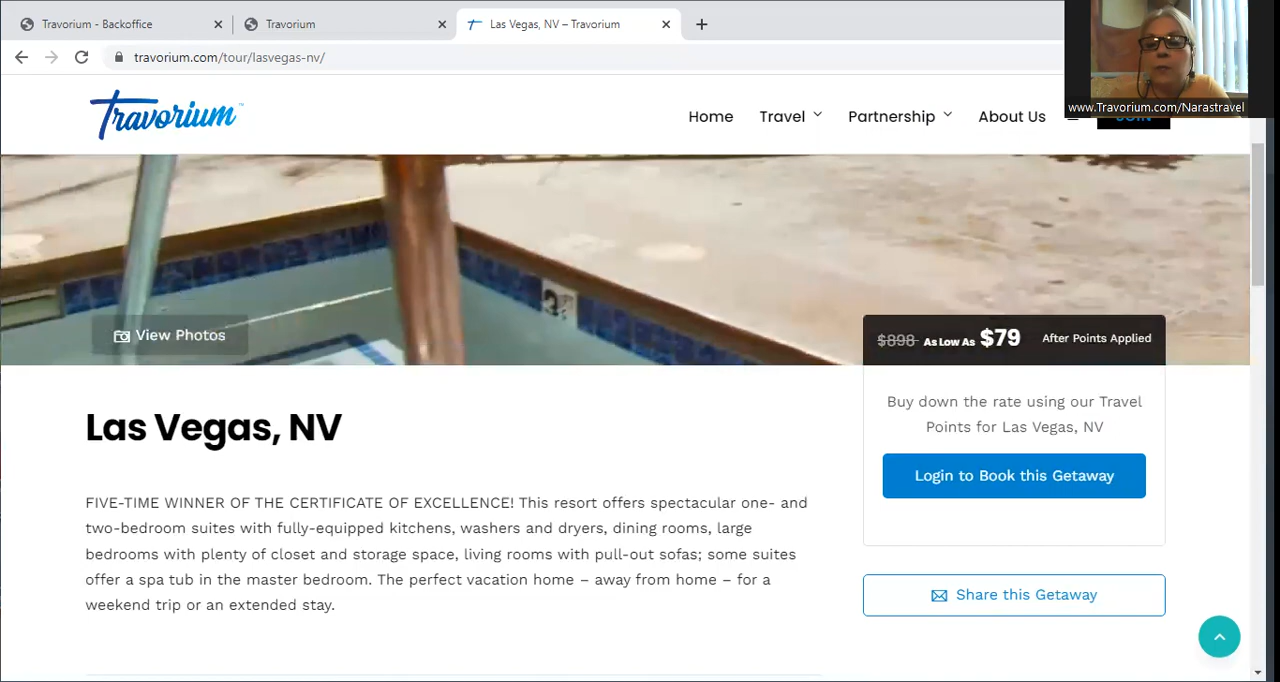 Travorium - Backoffice
Travorium
Las Vegas, NV – Travorium
travorium.com/tour/lasvegas-nv/
www.Travorium.com/Narastravel
Travorium™
Home
Travel
Partnership
About Us
JOIN
View Photos
$898 As Low As $79 After Points Applied
Buy down the rate using our Travel
Points for Las Vegas, NV
Login to Book this Getaway
Share this Getaway
Las Vegas, NV
FIVE-TIME WINNER OF THE CERTIFICATE OF EXCELLENCE! This resort offers spectacular one- and
two-bedroom suites with fully-equipped kitchens, washers and dryers, dining rooms, large
bedrooms with plenty of closet and storage space, living rooms with pull-out sofas; some suites
offer a spa tub in the master bedroom. The perfect vacation home – away from home – for a
weekend trip or an extended stay.